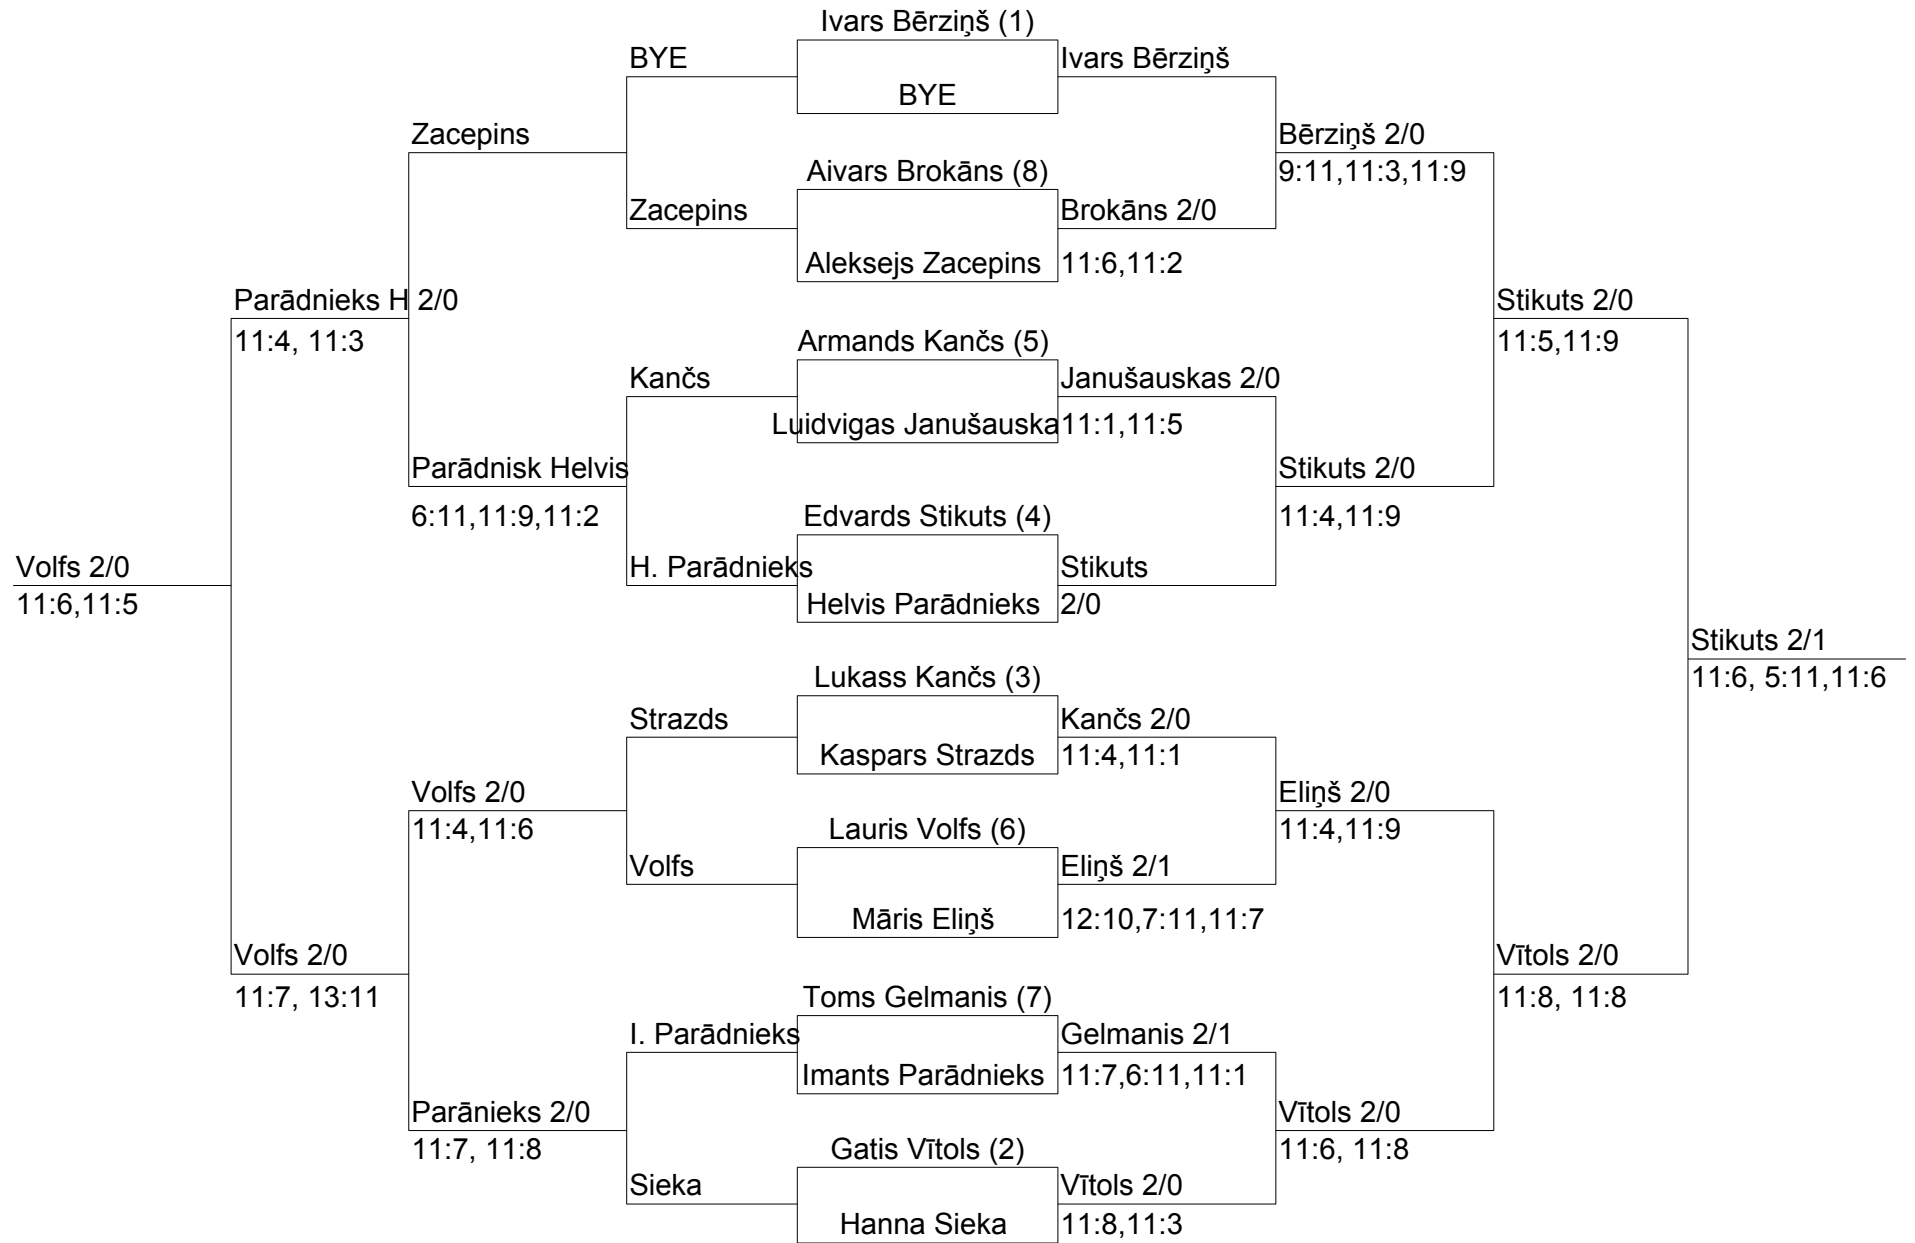 Ivars Bērziņš (1)
BYE
Ivars Bērziņš
BYE
Zacepins
Bērziņš 2/0
Aivars Brokāns (8)
9:11,11:3,11:9
Zacepins
Brokāns 2/0
Aleksejs Zacepins
11:6,11:2
Parādnieks H 2/0
Stikuts 2/0
11:4, 11:3
Armands Kančs (5)
11:5,11:9
Kančs
Janušauskas 2/0
Luidvigas Janušauska
11:1,11:5
Parādnisk Helvis
Stikuts 2/0
6:11,11:9,11:2
Edvards Stikuts (4)
11:4,11:9
Volfs 2/0
H. Parādnieks
Stikuts
11:6,11:5
Helvis Parādnieks
2/0
Stikuts 2/1
Lukass Kančs (3)
11:6, 5:11,11:6
Strazds
Kančs 2/0
Kaspars Strazds
11:4,11:1
Volfs 2/0
Eliņš 2/0
11:4,11:6
Lauris Volfs (6)
11:4,11:9
Volfs
Eliņš 2/1
Māris Eliņš
12:10,7:11,11:7
Volfs 2/0
Vītols 2/0
11:7, 13:11
Toms Gelmanis (7)
11:8, 11:8
I. Parādnieks
Gelmanis 2/1
Imants Parādnieks
11:7,6:11,11:1
Parānieks 2/0
Vītols 2/0
11:7, 11:8
Gatis Vītols (2)
11:6, 11:8
Sieka
Vītols 2/0
Hanna Sieka
11:8,11:3